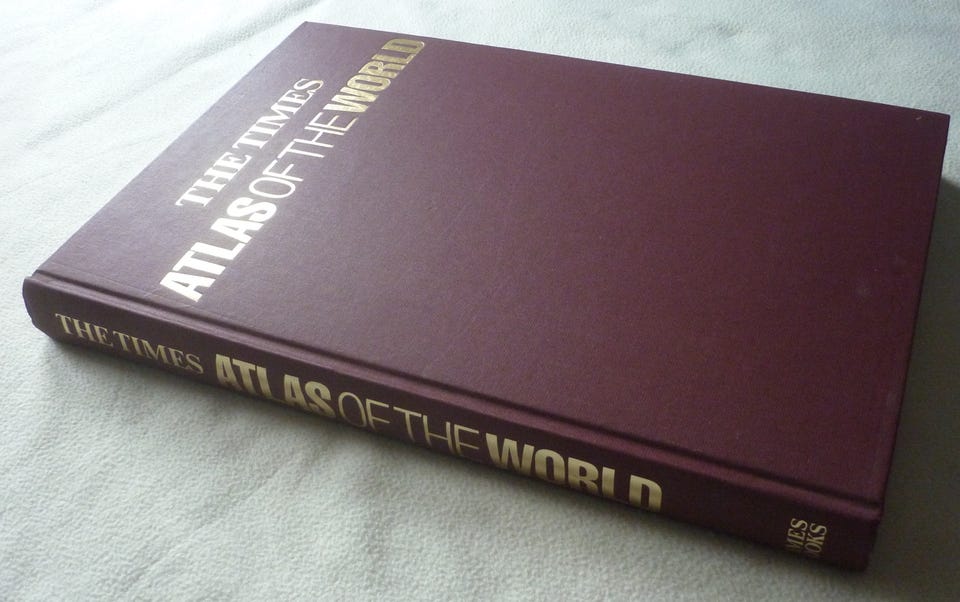 THE TIMES
ATLAS OF THE WORLD
THE TIMES ATLAS OF THE WORLD